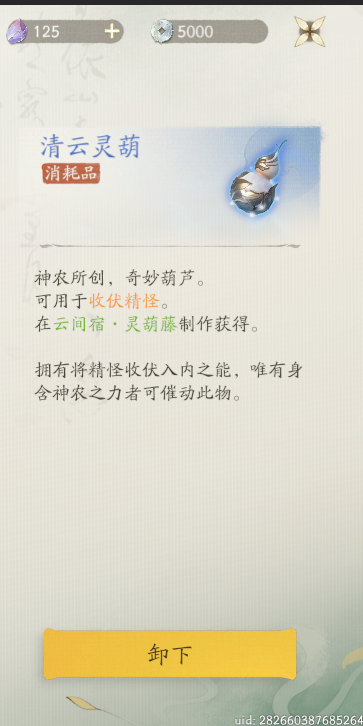 125
5000
清云灵葫
消耗品
神农所创，奇妙葫芦。
可用于收伏精怪。
在云间宿·灵葫藤制作获得。
拥有将精怪收伏入内之能，唯有身
含神农之力者可催动此物。
卸下
uid: 282660387685264